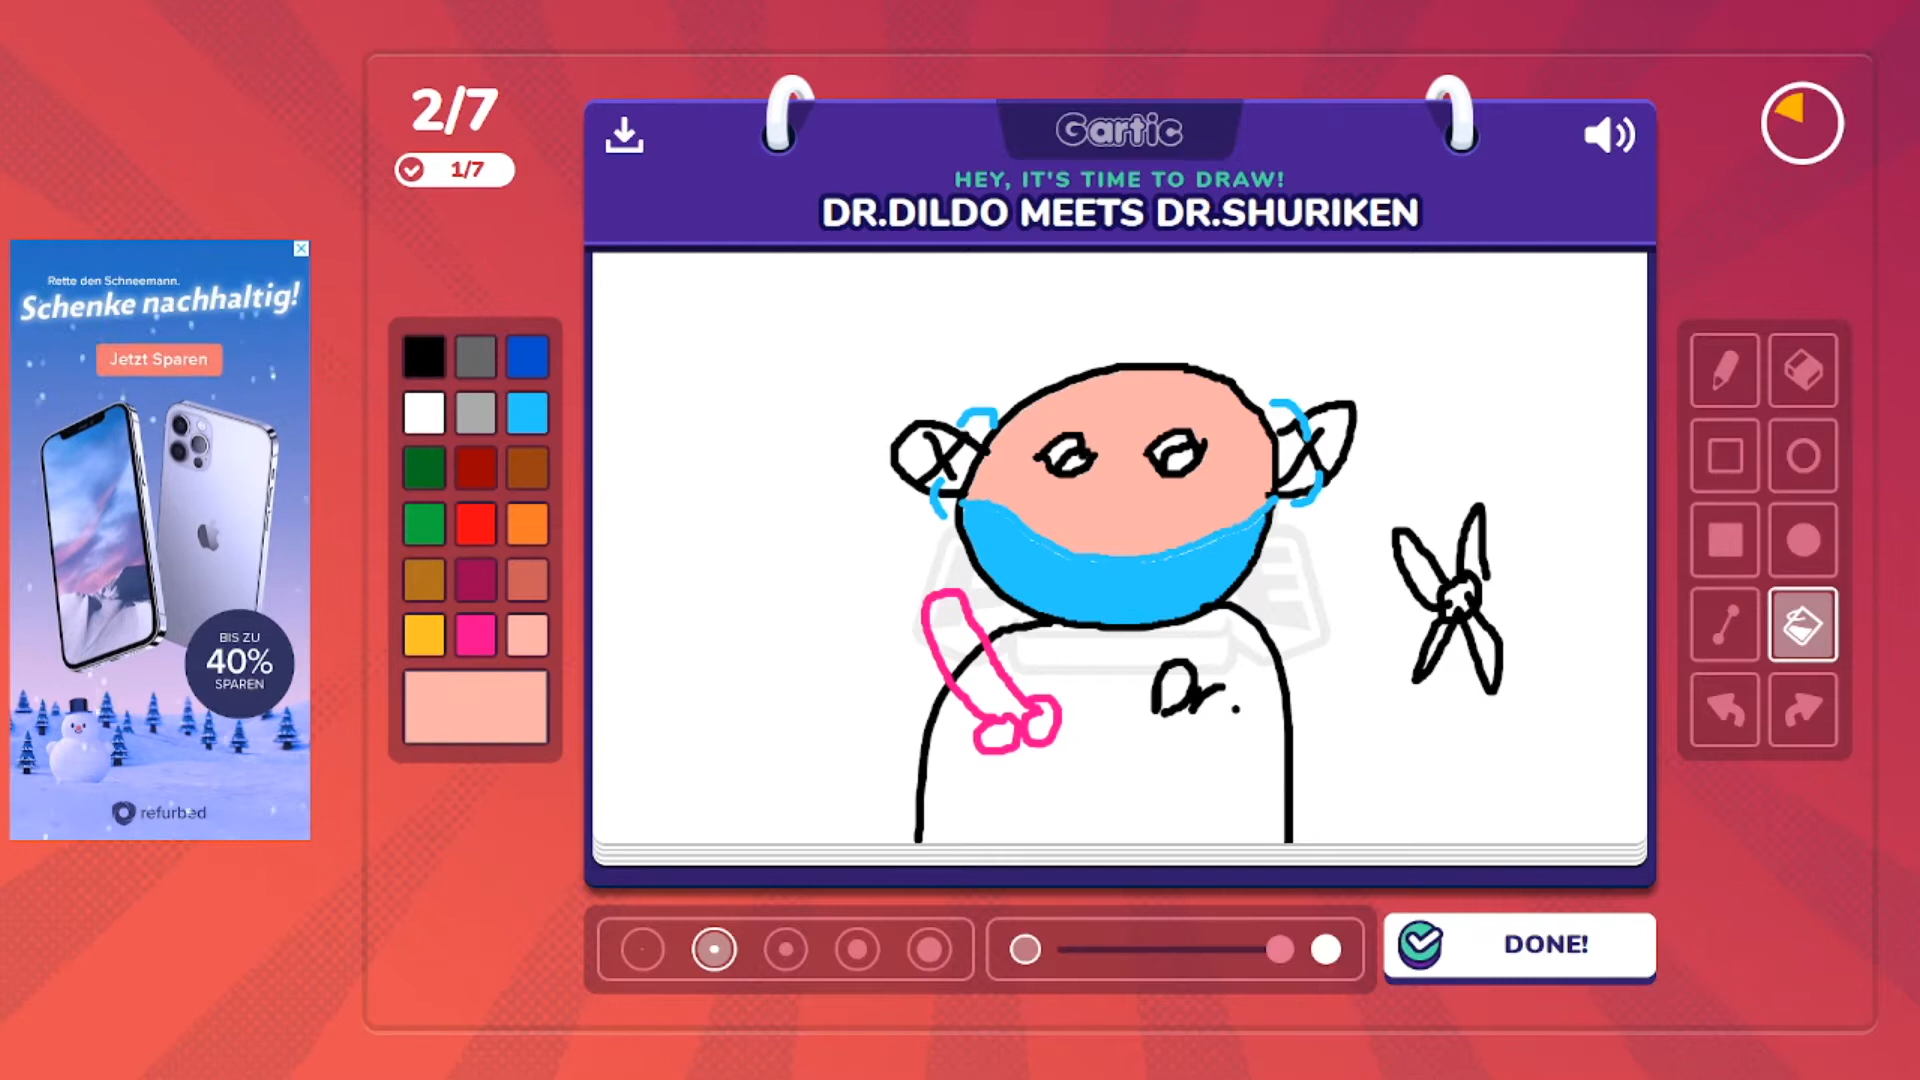 2/7
1/7
Gartic
HEY, IT'S TIME TO DRAW!
DR.DILDO MEETS DR.SHURIKEN
Rette den Schneemann.
Schenke nachhaltig!
Jetzt Sparen
BIS ZU
40%
SPAREN
refurbed
Dr.
DONE!